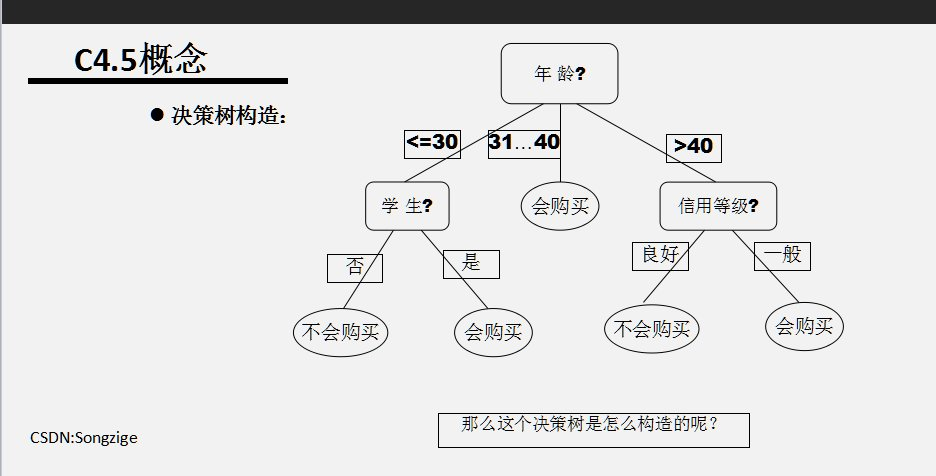 C4.5概念
年 龄?
● 决策树构造：
<=30
31…40
>40
学 生?
会购买
信用等级?
否
是
良好
一般
不会购买
会购买
不会购买
会购买
那么这个决策树是怎么构造的呢？
CSDN:Songzige